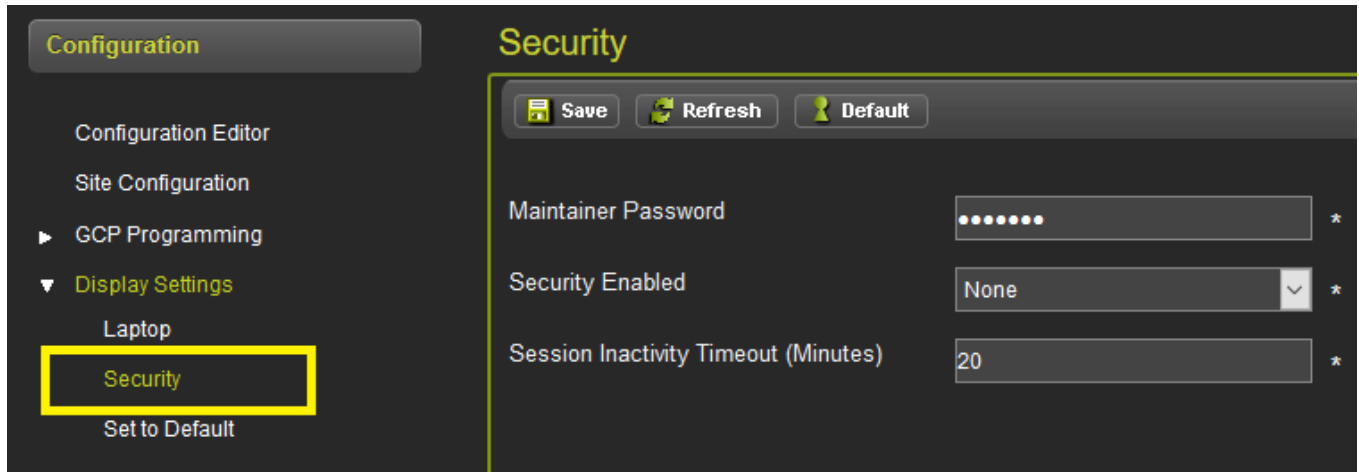 Configuration
Configuration Editor
Site Configuration
GCP Programming
Display Settings
Laptop
Security
Set to Default
Security
Save Refresh Default
Maintainer Password ••••••• *
Security Enabled None *
Session Inactivity Timeout (Minutes) 20 *